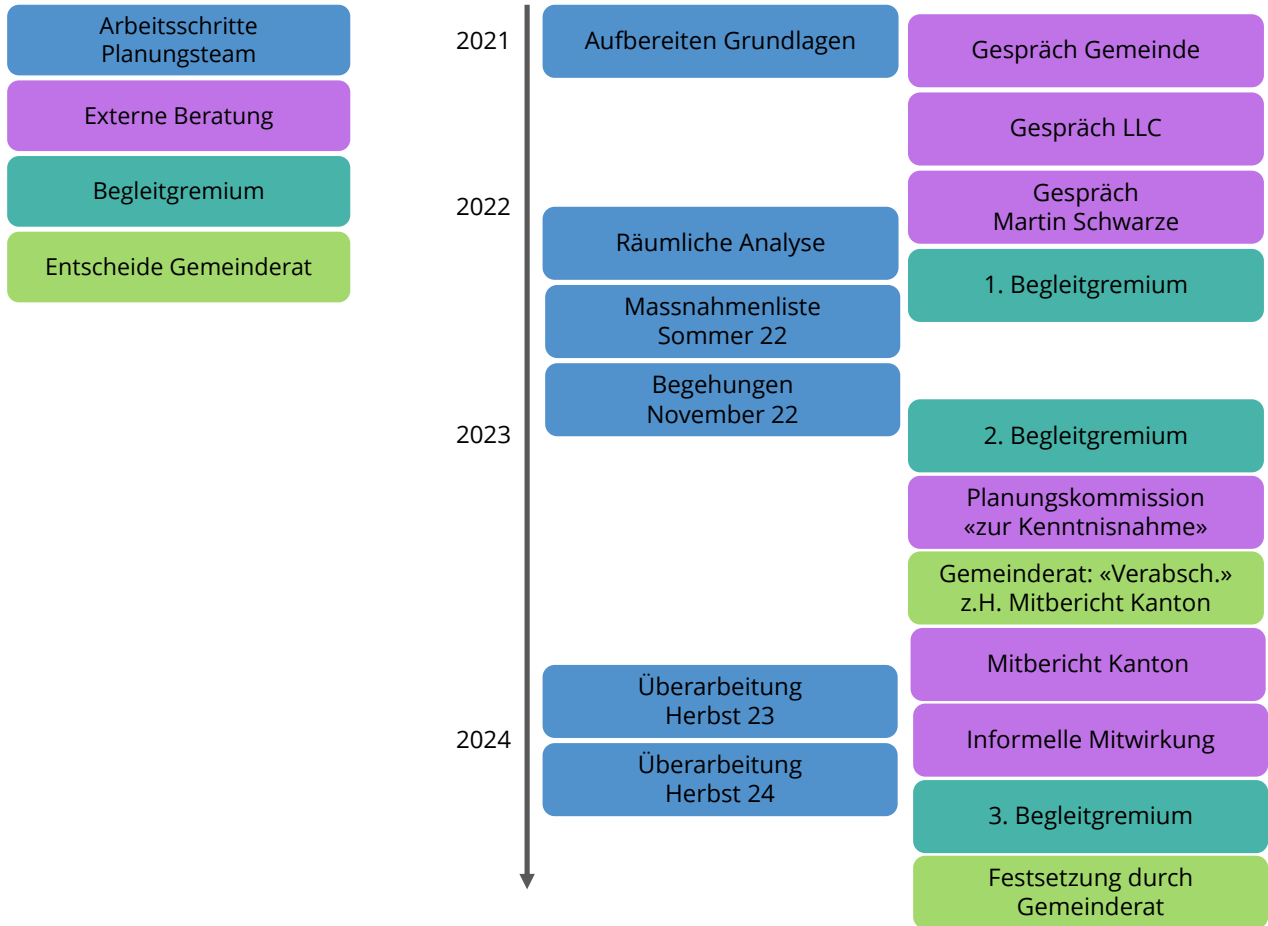 Arbeitsschritte
Planungsteam
Externe Beratung
Begleitgremium
Entscheide Gemeinderat
2021
2022
2023
2024
Aufbereiten Grundlagen
Räumliche Analyse
Massnahmenliste
Sommer 22
Begehungen
November 22
Überarbeitung
Herbst 23
Überarbeitung
Herbst 24
Gespräch Gemeinde
Gespräch LLC
Gespräch
Martin Schwarze
1. Begleitgremium
2. Begleitgremium
Planungskommission
«zur Kenntnisnahme»
Gemeinderat: «Verabsch.»
z.H. Mitbericht Kanton
Mitbericht Kanton
Informelle Mitwirkung
3. Begleitgremium
Festsetzung durch
Gemeinderat